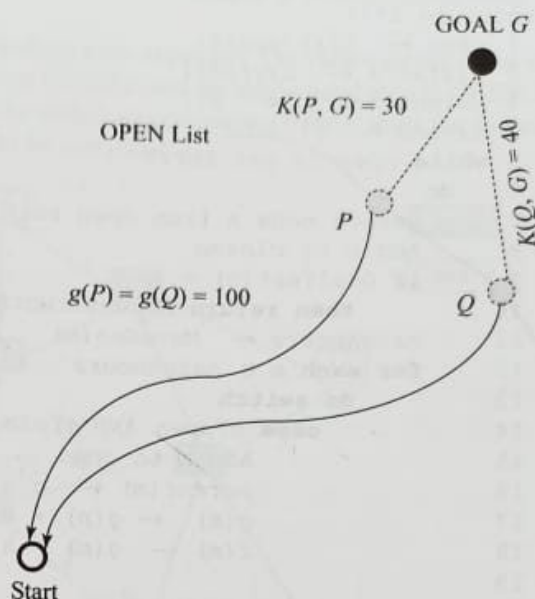 GOAL G
K(P, G) = 30
OPEN List
K(Q, G) = 40
P
g(P) = g(Q) = 100
Q
Start